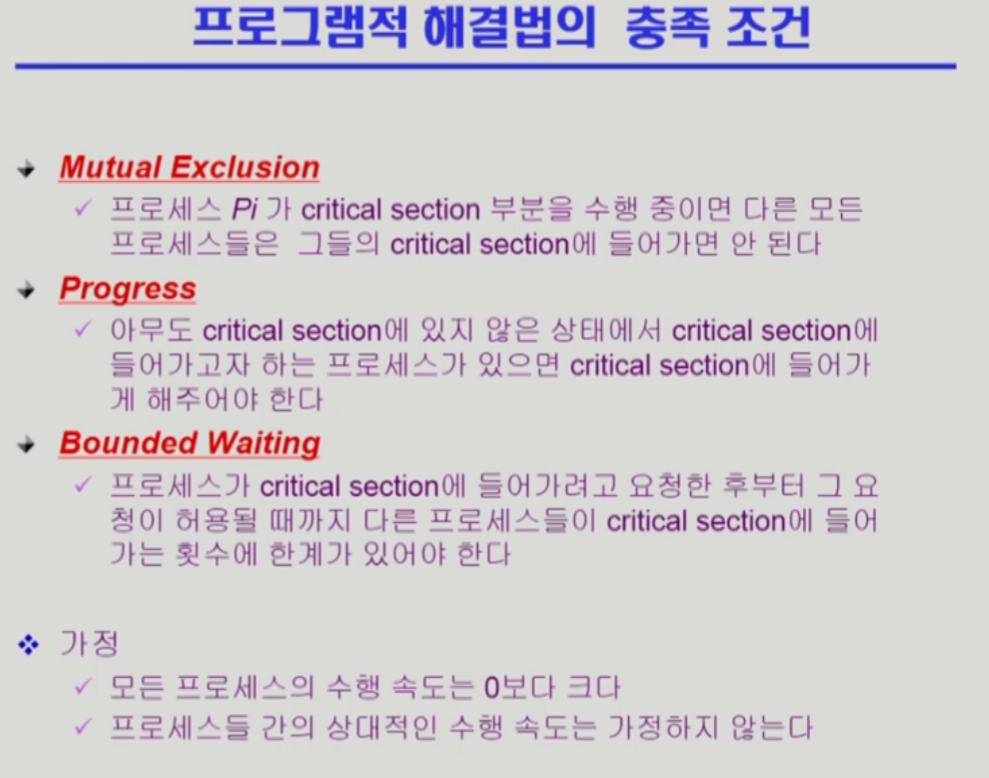 프로그램적 해결법의 충족 조건
Mutual Exclusion
프로세스 Pi 가 critical section 부분을 수행 중이면 다른 모든
프로세스들은 그들의 critical section에 들어가면 안 된다
Progress
아무도 critical section에 있지 않은 상태에서 critical section에
들어가고자 하는 프로세스가 있으면 critical section에 들어가
게 해주어야 한다
Bounded Waiting
프로세스가 critical section에 들어가려고 요청한 후부터 그 요
청이 허용될 때까지 다른 프로세스들이 critical section에 들어
가는 횟수에 한계가 있어야 한다
가정
모든 프로세스의 수행 속도는 0보다 크다
프로세스들 간의 상대적인 수행 속도는 가정하지 않는다